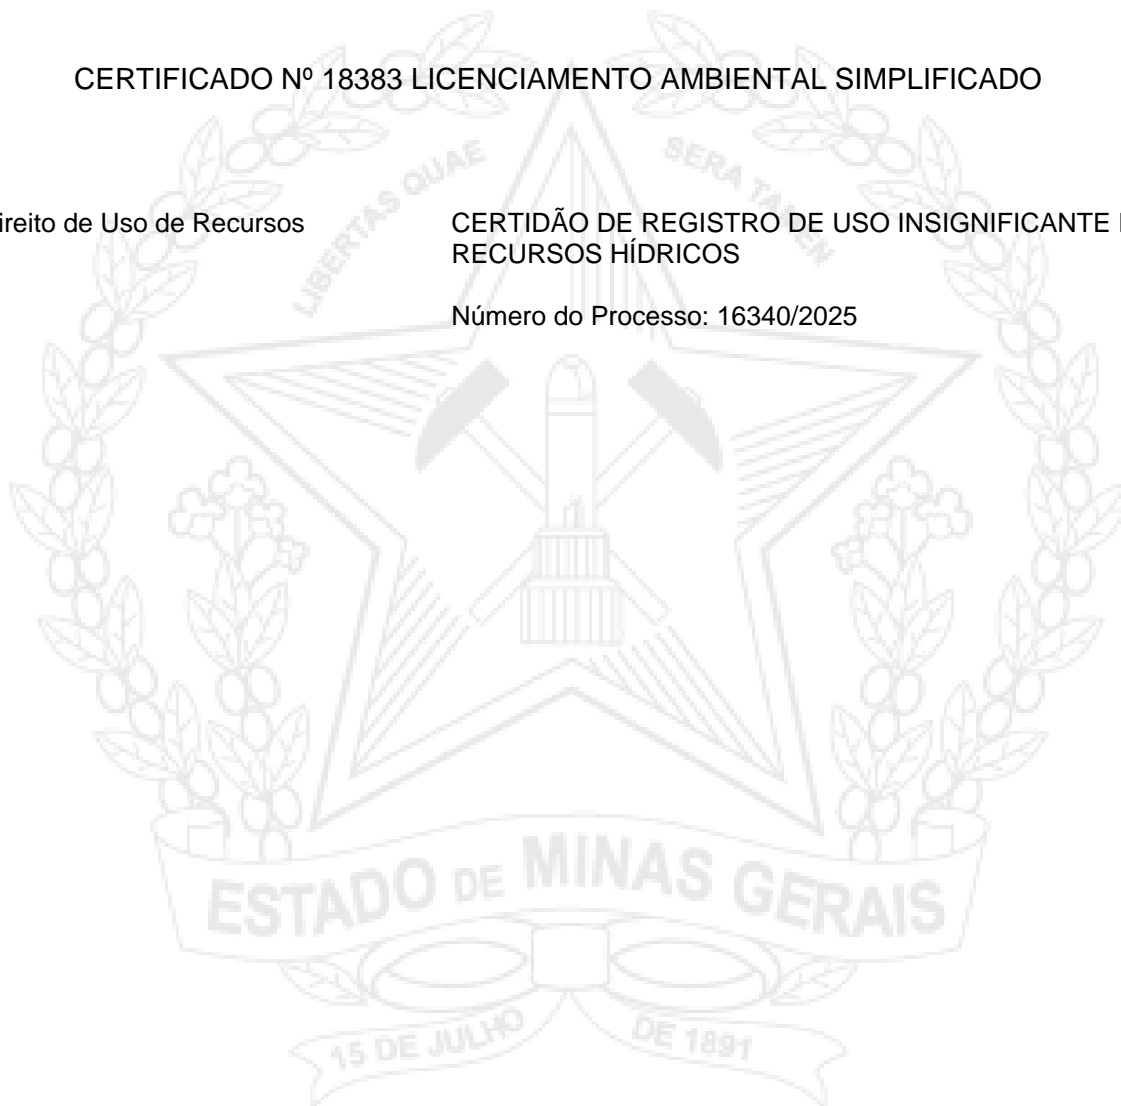 CERTIFICADO Nº 18383 LICENCIAMENTO AMBIENTAL SIMPLIFICADO
LIBERTAS QUAE SERA TAMEN
ireito de Uso de Recursos
CERTIDÃO DE REGISTRO DE USO INSIGNIFICANTE
RECURSOS HÍDRICOS
Número do Processo: 16340/2025
ESTADO DE MINAS GERAIS
15 DE JULHO DE 1891